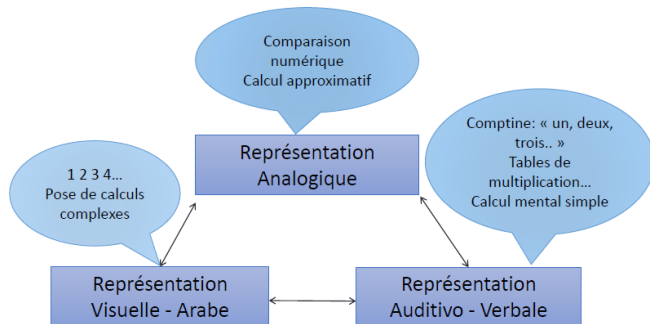 Comparaison
numérique
Calcul approximatif
Comptine: « un, deux,
trois.. »
Tables de
multiplication...
Calcul mental simple
Représentation
Analogique
1 2 3 4...
Pose de calculs
complexes
Représentation
Visuelle - Arabe
Représentation
Auditivo - Verbale